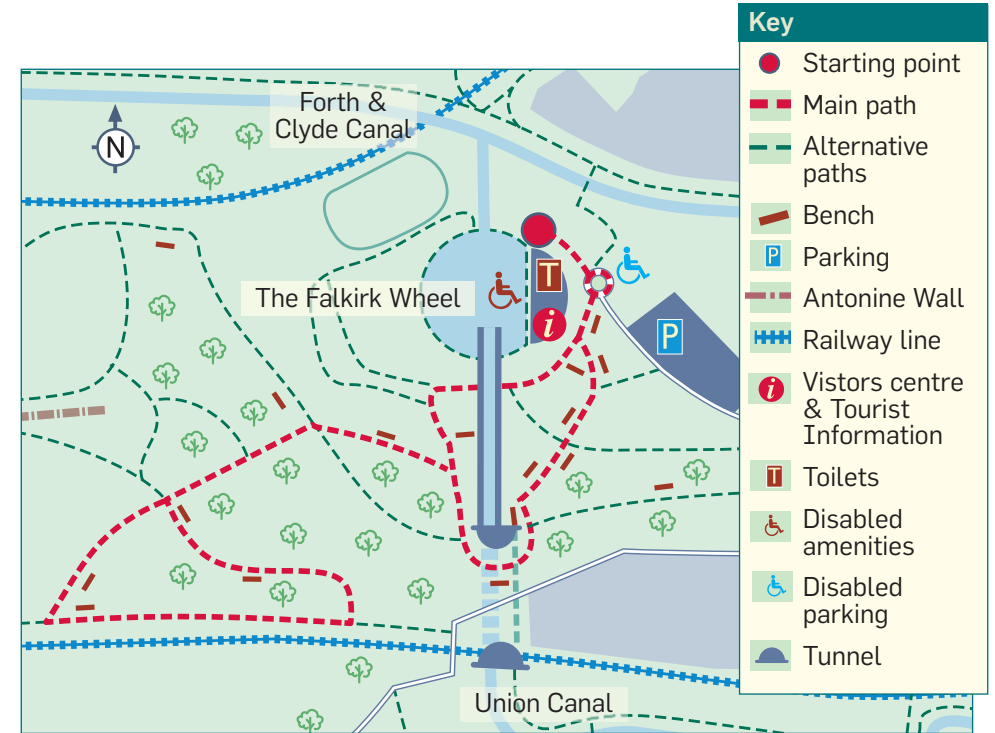 Key
Starting point
Main path
Alternative
paths
Bench
P
Parking
Antonine Wall
Railway line
i
Vistors centre
& Tourist
Information
T
Toilets
Disabled
amenities
Disabled
parking
Tunnel
Forth &
Clyde Canal
N
The Falkirk Wheel
T
i
P
Union Canal